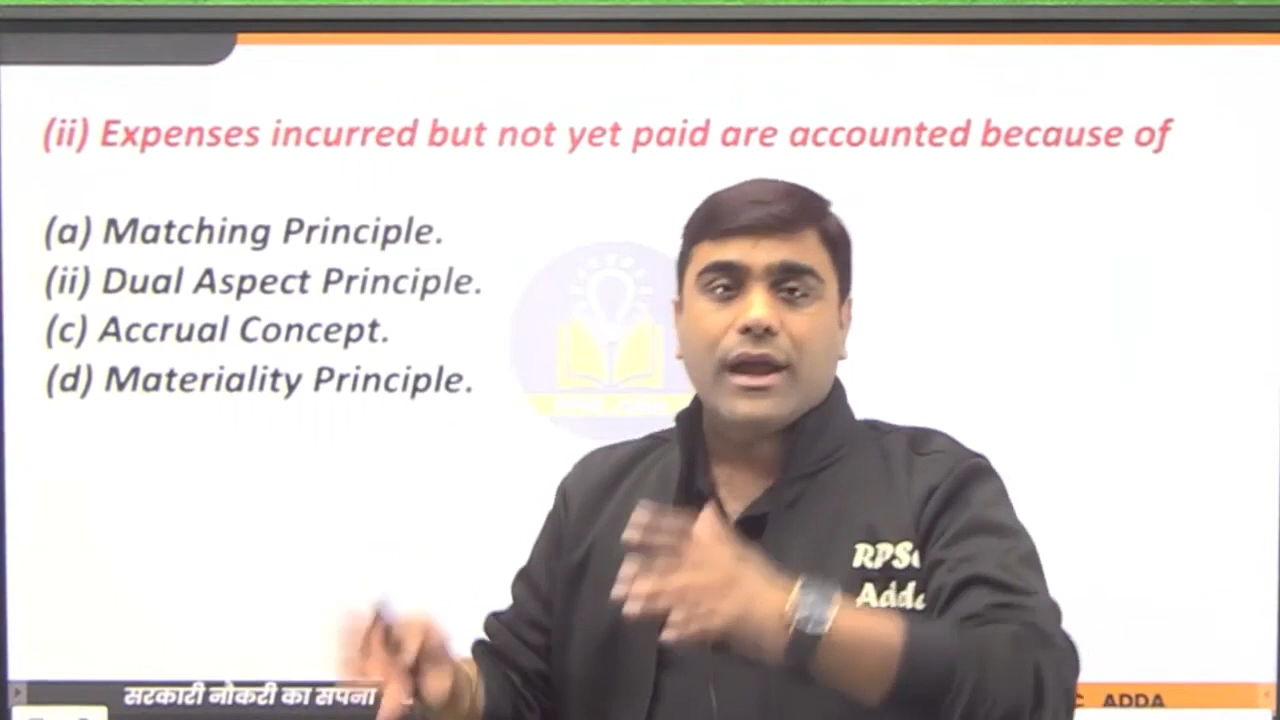 (ii) Expenses incurred but not yet paid are accounted because of
(a) Matching Principle.
(ii) Dual Aspect Principle.
(c) Accrual Concept.
(d) Materiality Principle.
Adda
सरकारी नौकरी का सपना
ADDA